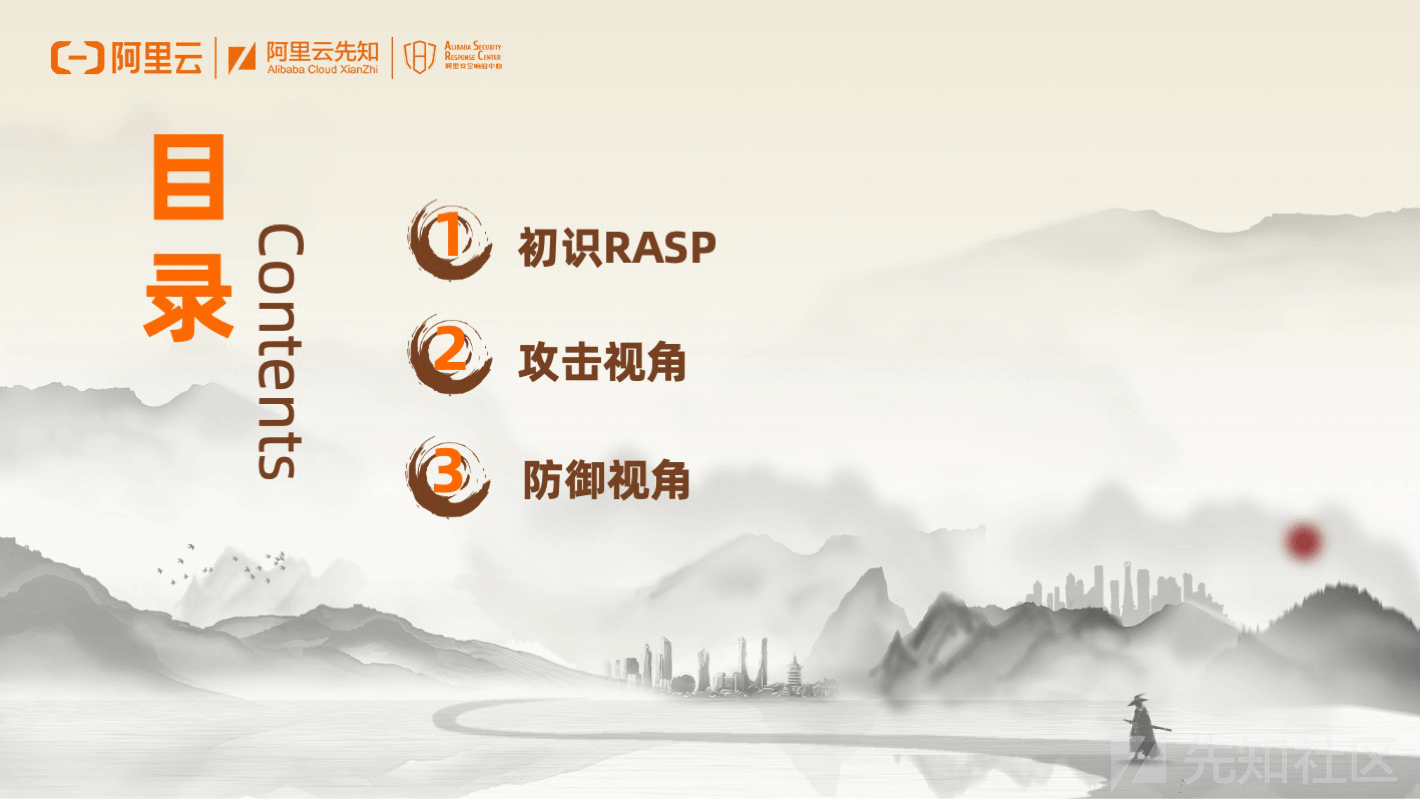 阿里云
阿里云先知
Alibaba Cloud XianZhi
ALIBABA SECURITY
RESPONSE CENTER
阿里安全响应中心
目录
Contents
1 初识RASP
2 攻击视角
3 防御视角
先知社区